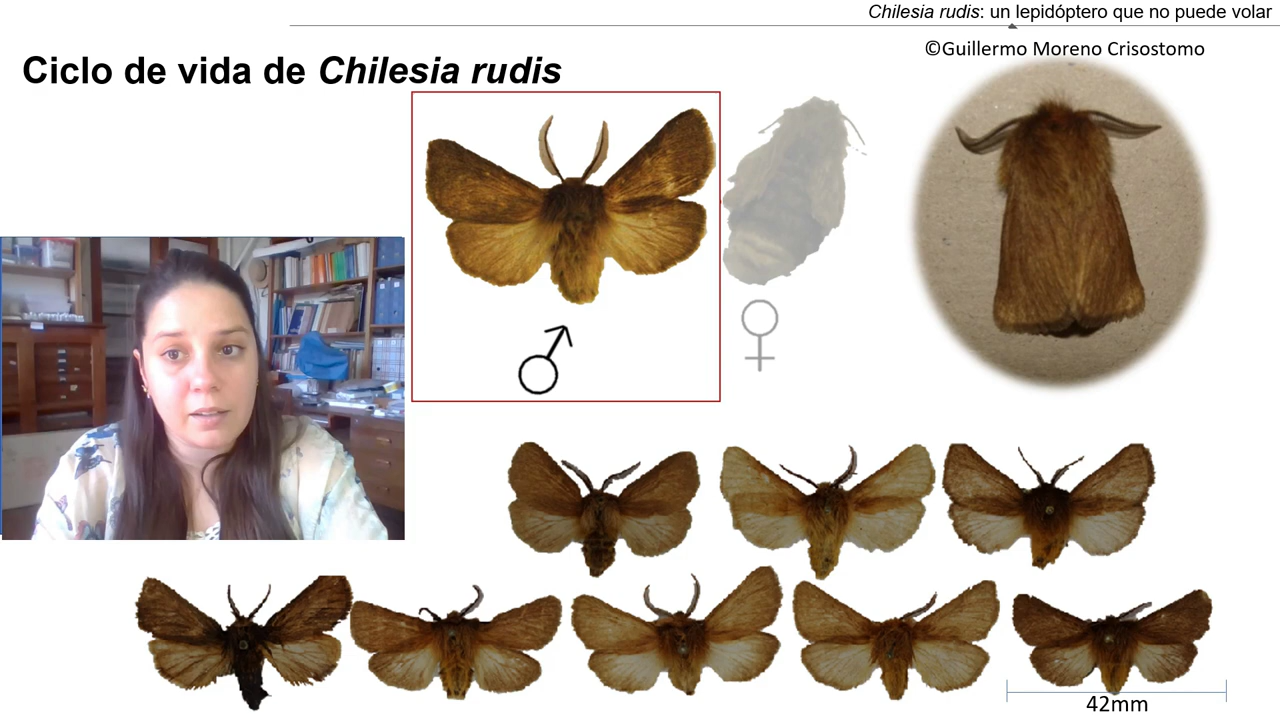 Chilesia rudis: un lepidóptero que no puede volar
©Guillermo Moreno Crisostomo
Ciclo de vida de Chilesia rudis
42mm